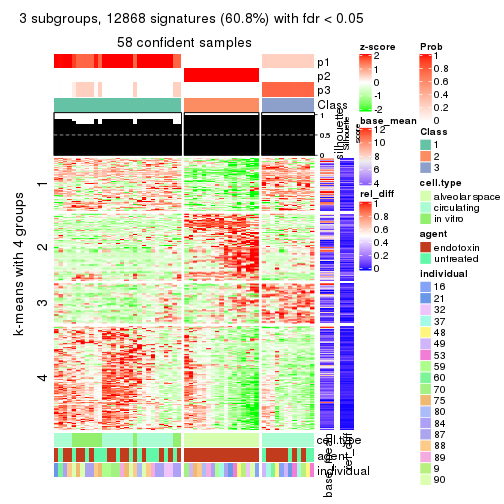 3 subgroups, 12868 signatures (60.8%) with fdr < 0.05
58 confident samples
p1
p2
p3
Class
silhouette score
1
0.5
0
k-means with 4 groups
1
2
3
4
cell.type
agent
individual
base_mean
rel_diff
z-score
2
1
0
-1
-2
base_mean
12
10
8
6
4
rel_diff
1
0.8
0.6
0.4
0.2
0
Prob
1
0.8
0.6
0.4
0.2
0
Class
1
2
3
cell.type
alveolar space
circulating
in vitro
agent
endotoxin
untreated
individual
16
21
32
37
48
49
53
59
60
70
75
80
84
87
88
89
9
90